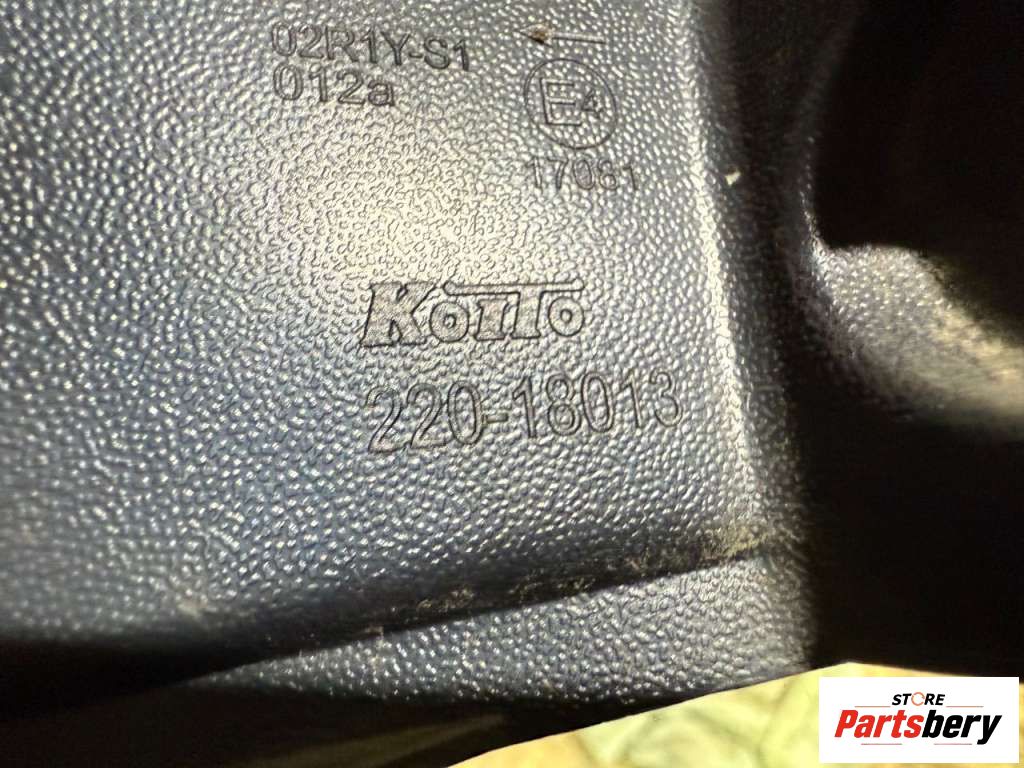 02R1Y-S1
012a
E4
17081
KOITO
220-18013
STORE
Partsbery